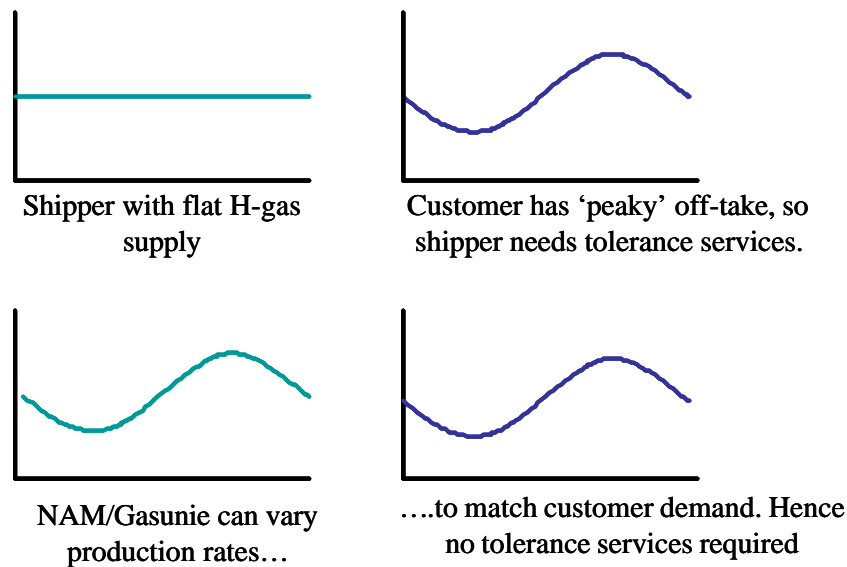 Shipper with flat H-gas
supply
Customer has ‘peaky’ off-take, so
shipper needs tolerance services.
NAM/Gasunie can vary
production rates…
….to match customer demand. Hence
no tolerance services required